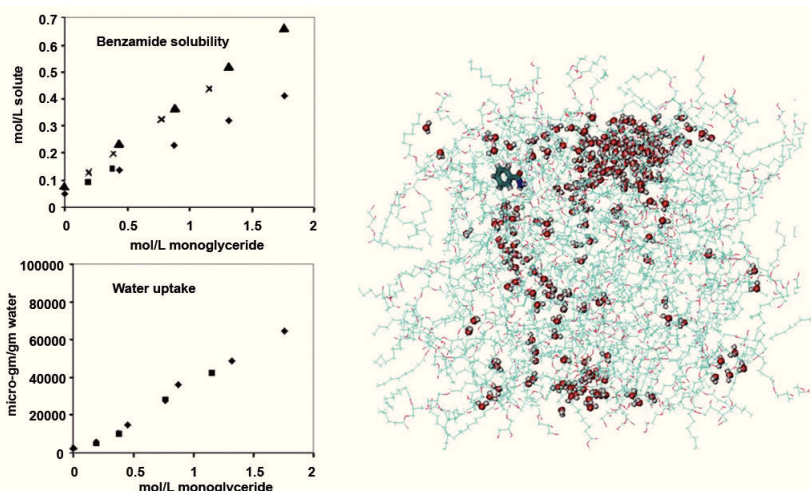 Benzamide solubility
mol/L solute
0.7
0.6
0.5
0.4
0.3
0.2
0.1
0
0 0.5 1 1.5 2
mol/L monoglyceride
Water uptake
micro-gm/gm water
100000
80000
60000
40000
20000
0
0 0.5 1 1.5 2
mol/L monoglyceride